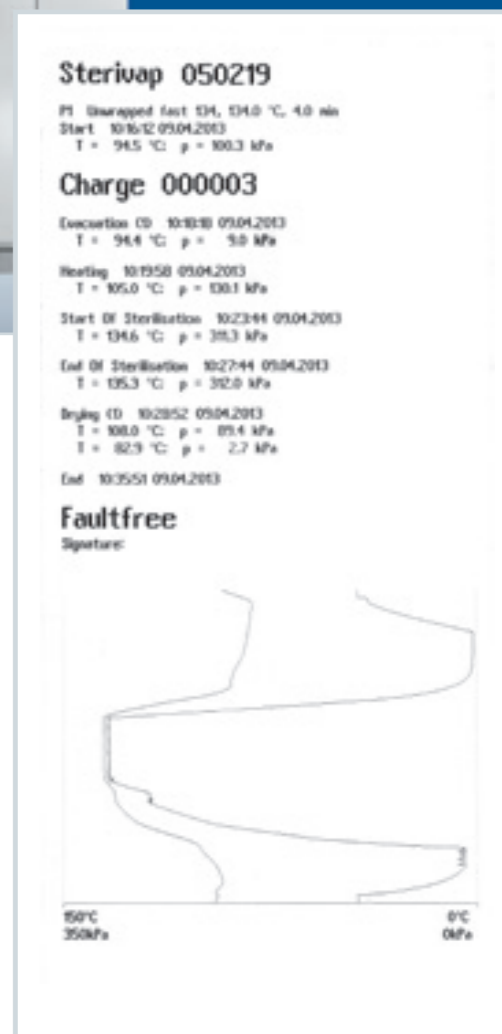 Sterivap 050219
P1 Unwrapped fast 134, 134.0 °C, 4.0 min
Start 10:16:12 09.04.2013
T = 94.5 °C; p = 100.3 kPa
Charge 000003
Evacuation (1) 10:18:18 09.04.2013
T = 94.4 °C; p = 9.0 kPa
Heating 10:19:58 09.04.2013
T = 105.0 °C; p = 130.1 kPa
Start Of Sterilisation 10:23:44 09.04.2013
T = 134.6 °C; p = 311.3 kPa
End Of Sterilisation 10:27:44 09.04.2013
T = 135.3 °C; p = 312.0 kPa
Drying (1) 10:28:52 09.04.2013
T = 108.0 °C; p = 89.4 kPa
T = 82.9 °C; p = 2.7 kPa
End 10:35:51 09.04.2013
Faultfree
Signature:
150°C 0°C
350kPa 0kPa